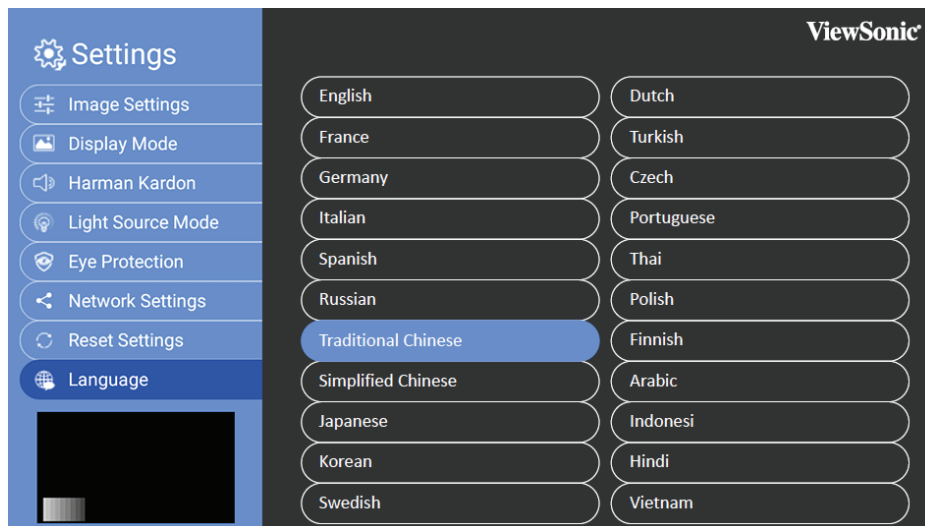 ViewSonic
Settings
Image Settings
Display Mode
Harman Kardon
Light Source Mode
Eye Protection
Network Settings
Reset Settings
Language
English
France
Germany
Italian
Spanish
Russian
Traditional Chinese
Simplified Chinese
Japanese
Korean
Swedish
Dutch
Turkish
Czech
Portuguese
Thai
Polish
Finnish
Arabic
Indonesi
Hindi
Vietnam